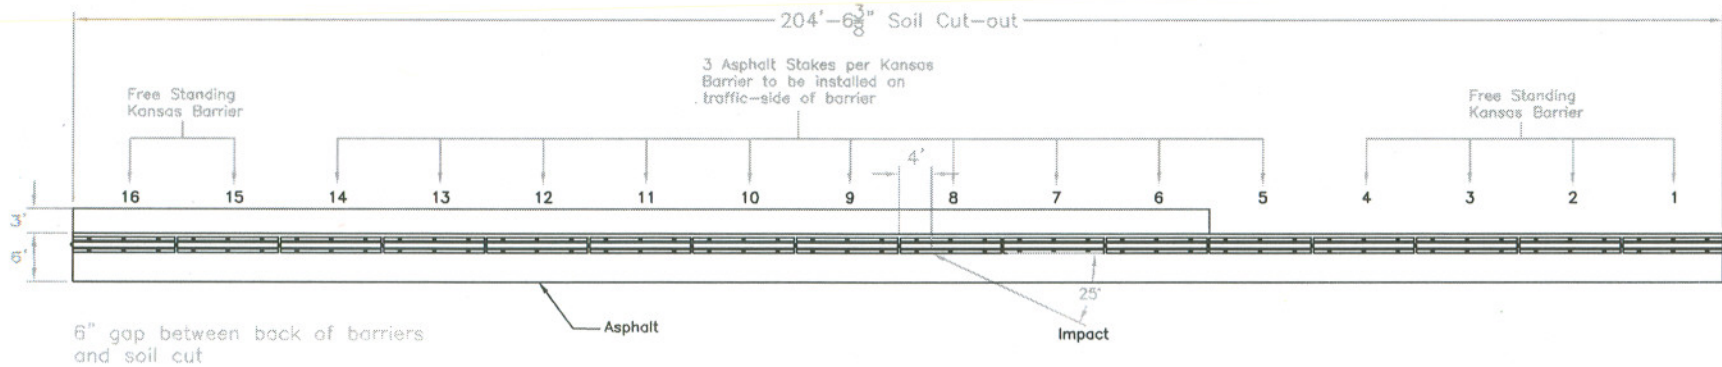 204'-6 3/8" Soil Cut-out
3 Asphalt Stakes per Kansas
Barrier to be installed on
traffic-side of barrier
Free Standing
Kansas Barrier
Free Standing
Kansas Barrier
4'
16 15 14 13 12 11 10 9 8 7 6 5 4 3 2 1
3'
6'
25°
Asphalt
Impact
6" gap between back of barriers
and soil cut